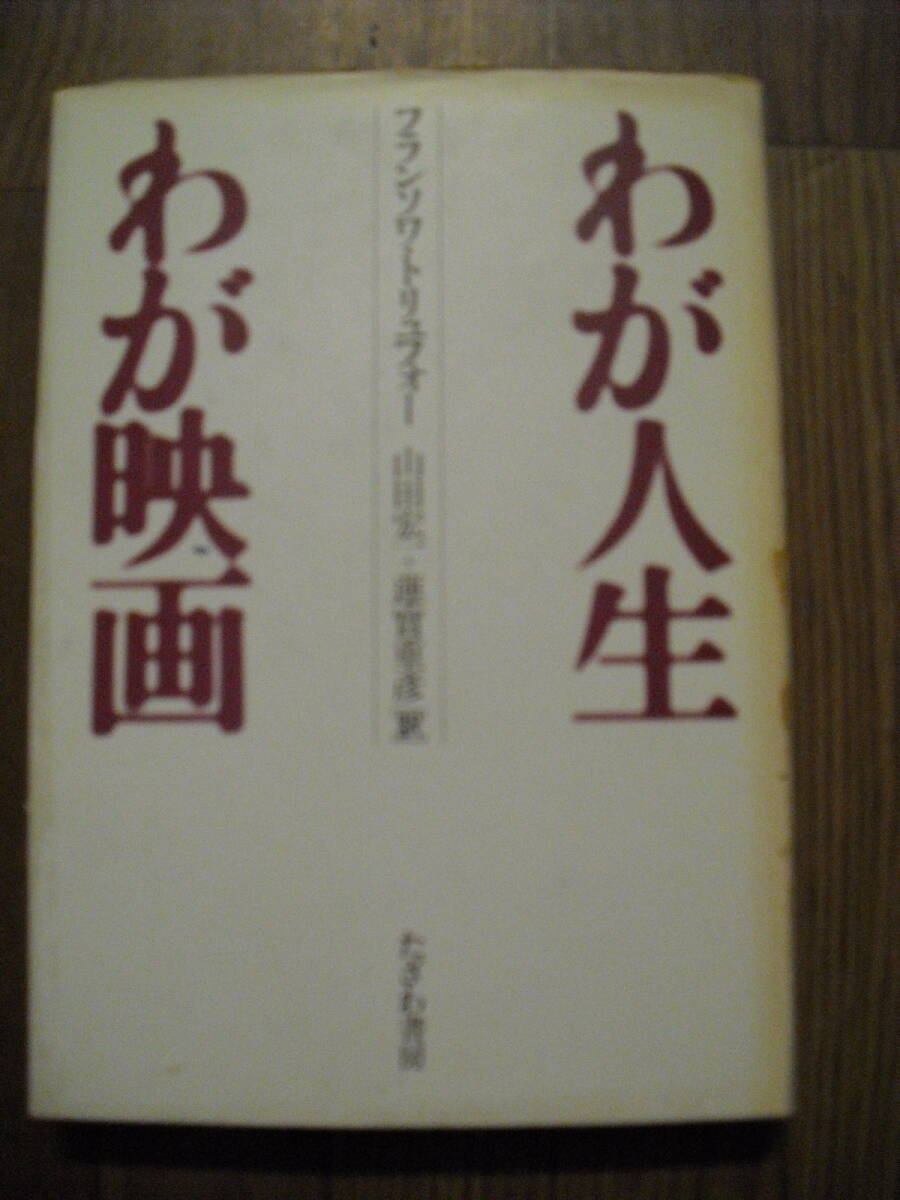 わが人生
フランソワ・トリュフォー 山田宏一・蓮實重彦 訳
わが映画
たざわ書房